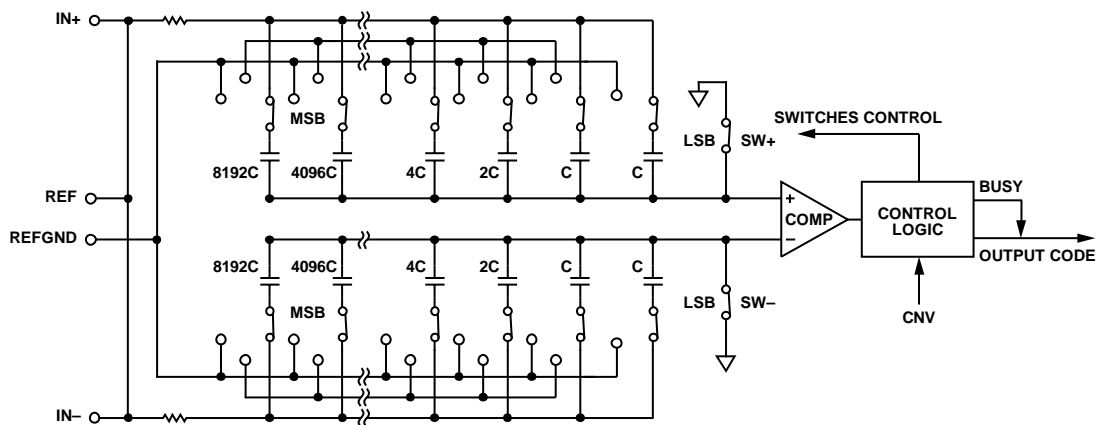 IN+
MSB
LSB
SW+
SWITCHES CONTROL
8192C
4096C
4C
2C
C
C
BUSY
REF
+
COMP
–
CONTROL
LOGIC
REFGND
OUTPUT CODE
8192C
4096C
4C
2C
C
C
MSB
LSB
SW–
CNV
IN–